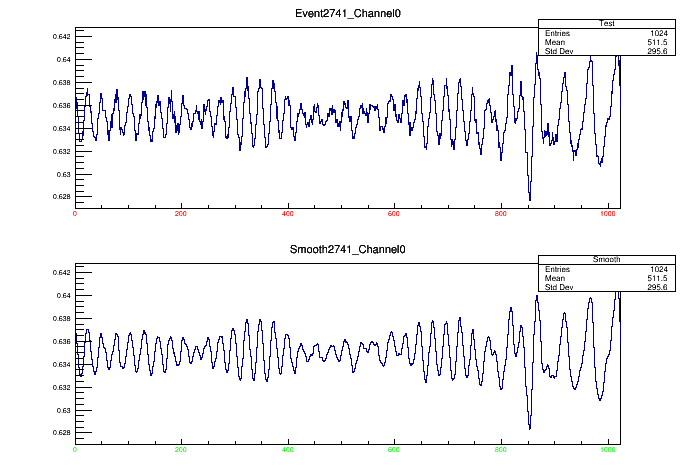 Event2741_Channel0
Test
Entries 1024
Mean 511.5
Std Dev 295.6
0.642
0.64
0.638
0.636
0.634
0.632
0.63
0.628
0 200 400 600 800 1000
Smooth2741_Channel0
Smooth
Entries 1024
Mean 511.5
Std Dev 295.6
0.642
0.64
0.638
0.636
0.634
0.632
0.63
0.628
0 200 400 600 800 1000